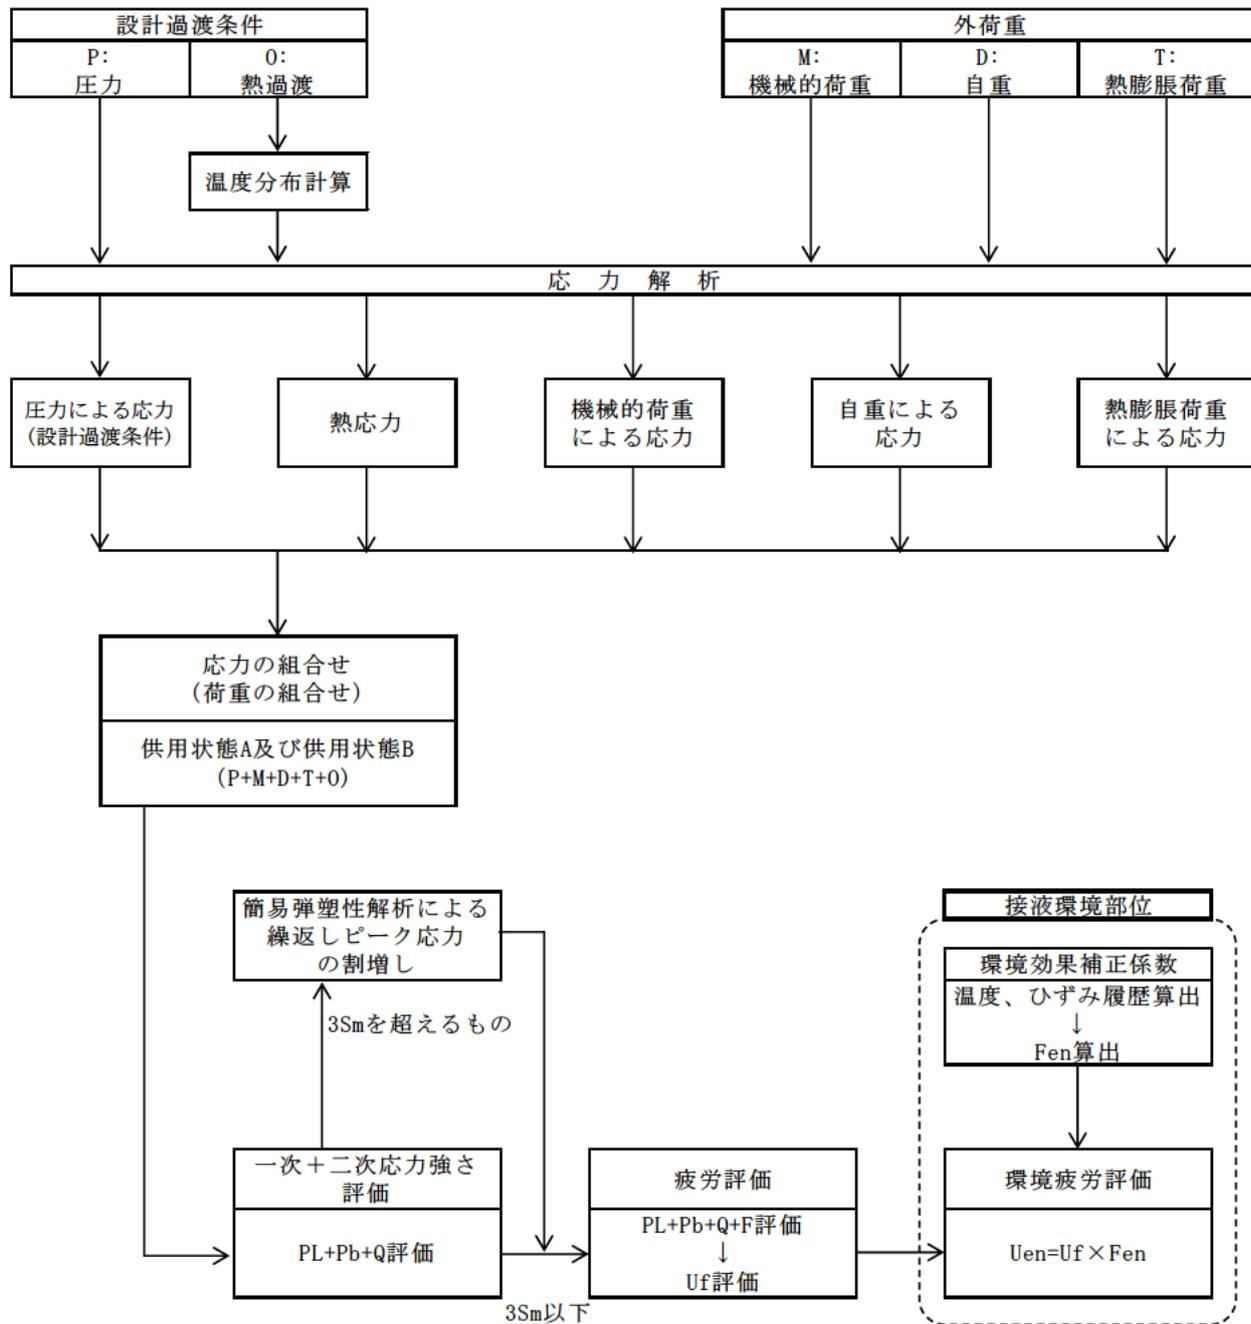 設計過渡条件
P:
圧力
O:
熱過渡
外荷重
M:
機械的荷重
D:
自重
T:
熱膨脹荷重
温度分布計算
応力解析
圧力による応力
(設計過渡条件)
熱応力
機械的荷重
による応力
自重による
応力
熱膨脹荷重
による応力
応力の組合せ
(荷重の組合せ)
供用状態A及び供用状態B
(P+M+D+T+O)
簡易弾塑性解析による
繰返しピーク応力
の割増し
3Smを超えるもの
一次＋二次応力強さ
評価
PL+Pb+Q評価
3Sm以下
疲労評価
PL+Pb+Q+F評価
↓
Uf評価
接液環境部位
環境効果補正係数
温度、ひずみ履歴算出
↓
Fen算出
環境疲労評価
Uen=Uf×Fen